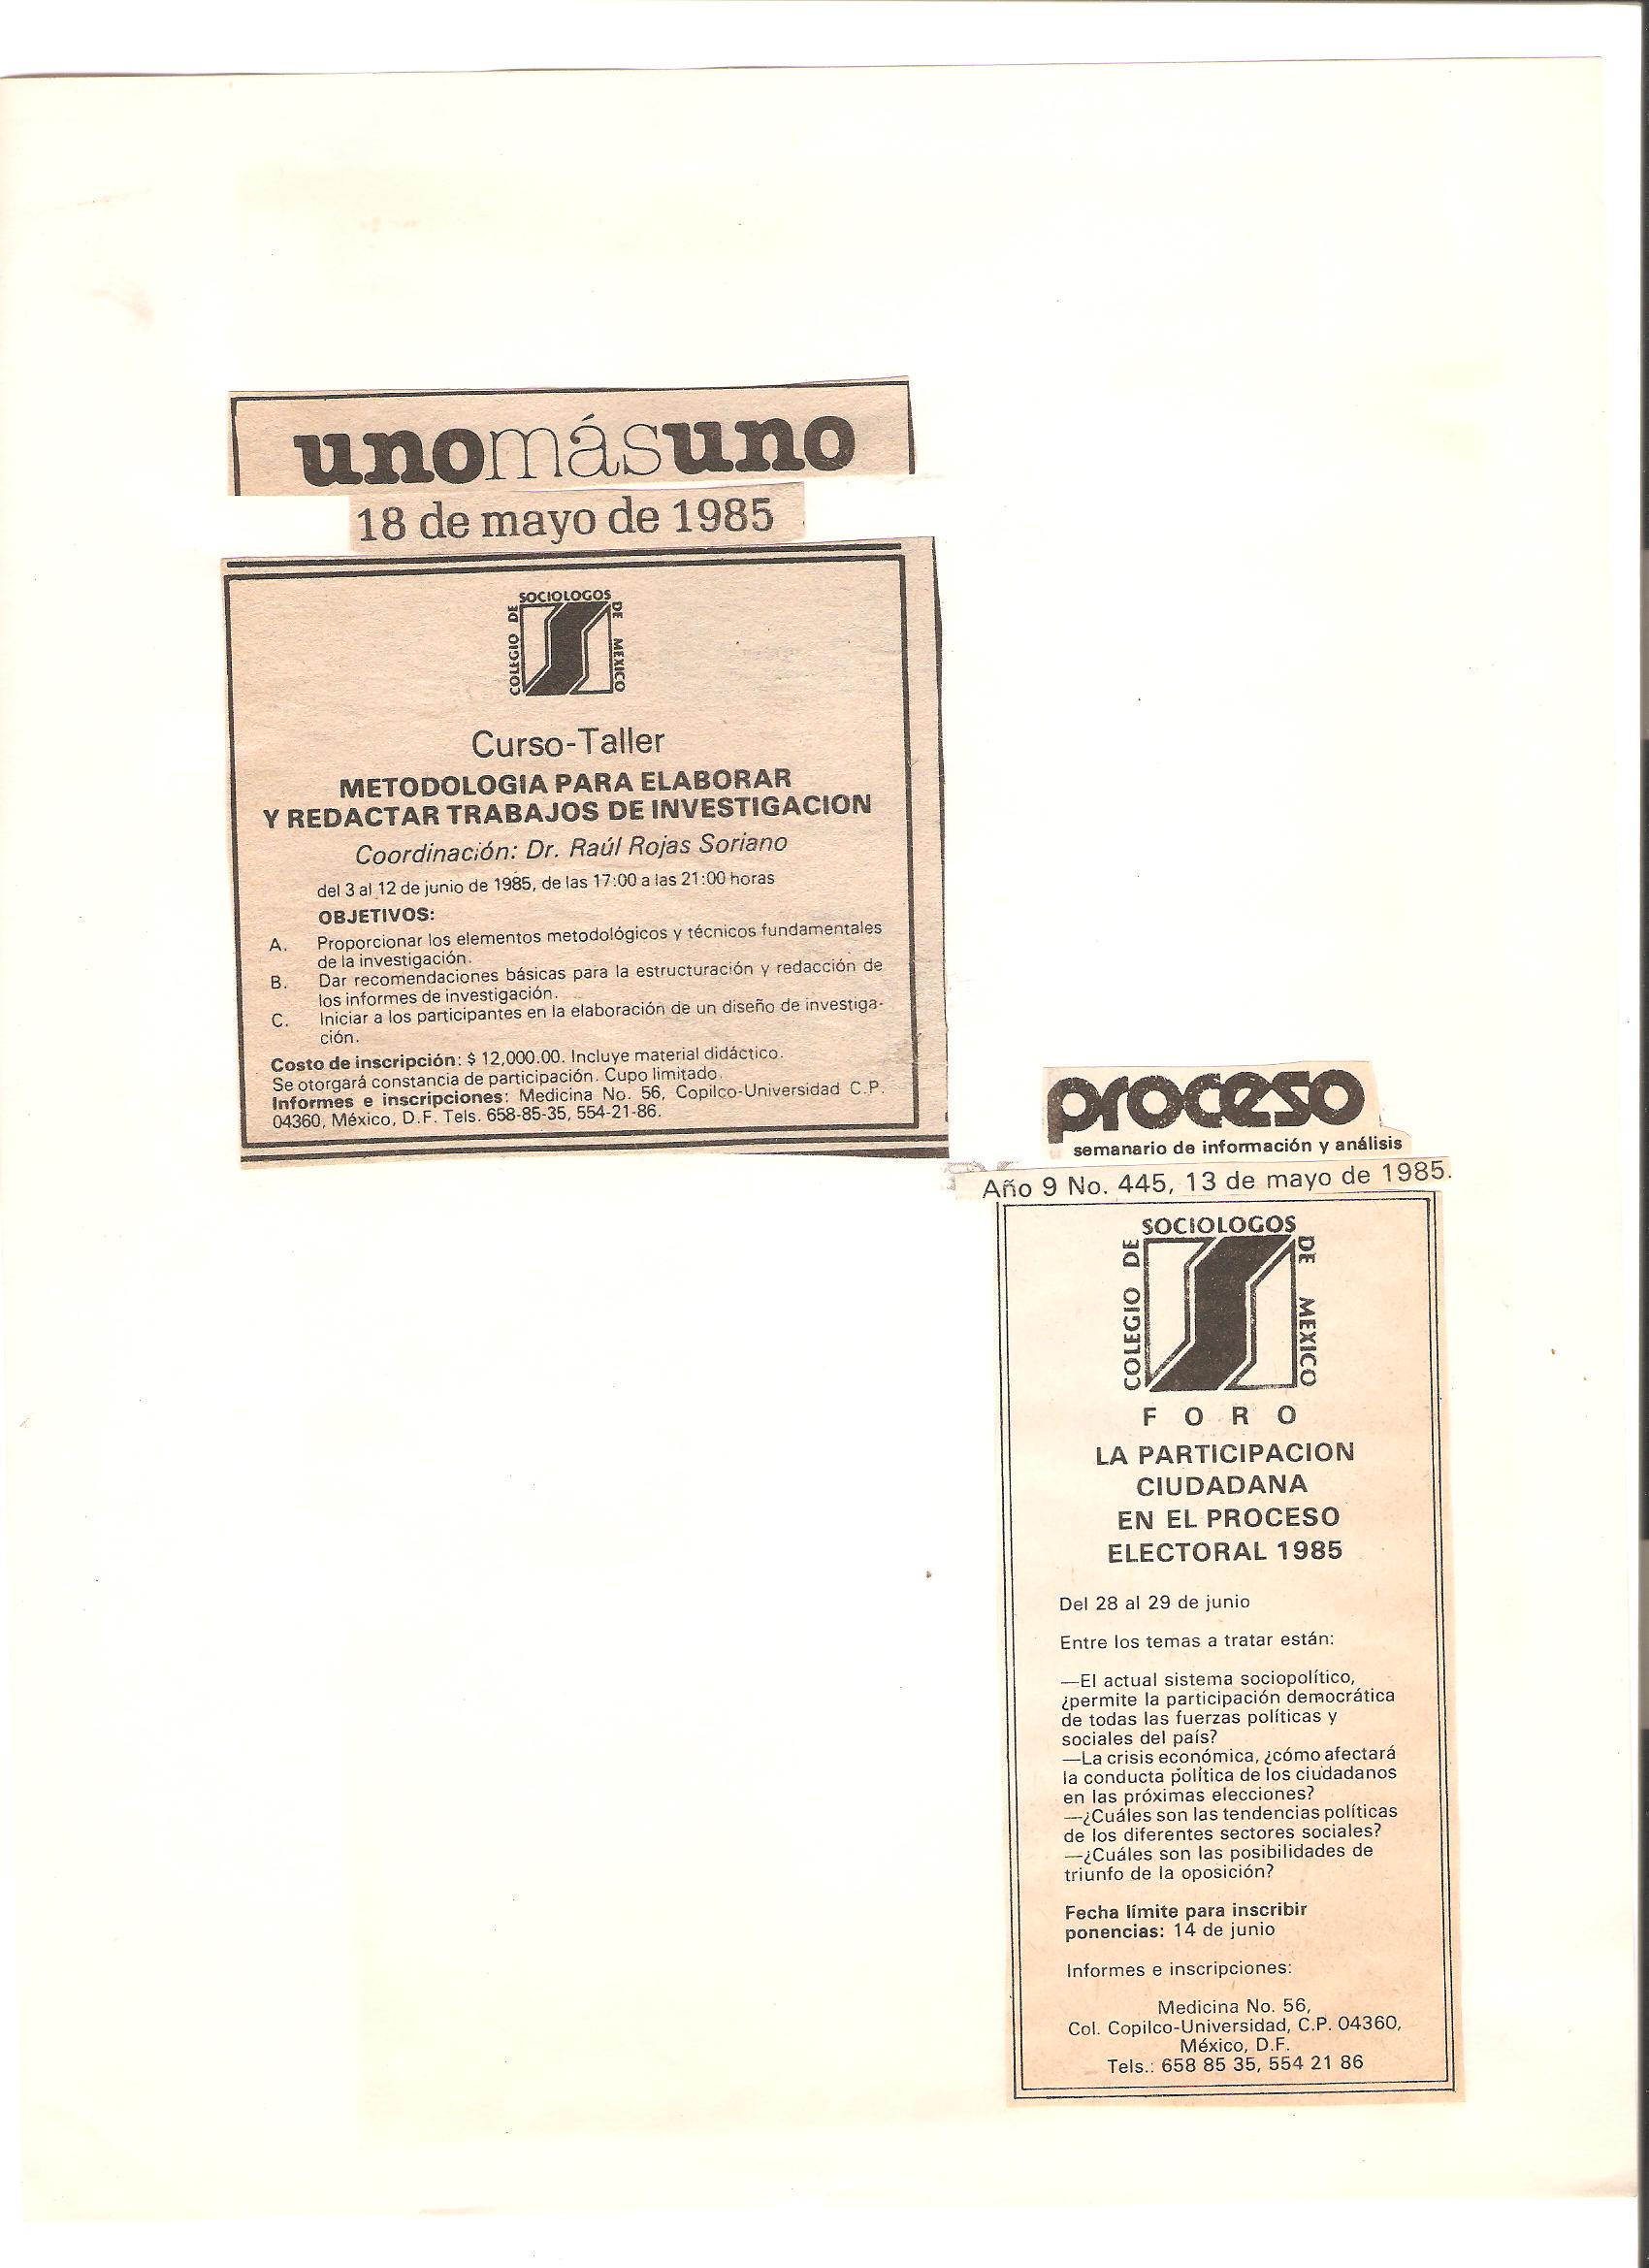 unomásuno
18 de mayo de 1985
COLEGIO DE SOCIOLOGOS DE MEXICO
Curso-Taller
METODOLOGIA PARA ELABORAR
Y REDACTAR TRABAJOS DE INVESTIGACION
Coordinación: Dr. Raúl Rojas Soriano
del 3 al 12 de junio de 1985, de las 17:00 a las 21:00 horas
OBJETIVOS:
A. Proporcionar los elementos metodológicos y técnicos fundamentales
de la investigación.
B. Dar recomendaciones básicas para la estructuración y redacción de
los informes de investigación.
C. Iniciar a los participantes en la elaboración de un diseño de investiga-
ción.
Costo de inscripción: $ 12,000.00. Incluye material didáctico.
Se otorgará constancia de participación. Cupo limitado.
Informes e inscripciones: Medicina No. 56, Copilco-Universidad C.P.
04360, México, D.F. Tels. 658-85-35, 554-21-86.
proceso
semanario de información y análisis
Año 9 No. 445, 13 de mayo de 1985.
COLEGIO DE SOCIOLOGOS DE MEXICO
F O R O
LA PARTICIPACION
CIUDADANA
EN EL PROCESO
ELECTORAL 1985
Del 28 al 29 de junio
Entre los temas a tratar están:
—El actual sistema sociopolítico,
¿permite la participación democrática
de todas las fuerzas políticas y
sociales del país?
—La crisis económica, ¿cómo afectará
la conducta política de los ciudadanos
en las próximas elecciones?
—¿Cuáles son las tendencias políticas
de los diferentes sectores sociales?
—¿Cuáles son las posibilidades de
triunfo de la oposición?
Fecha límite para inscribir
ponencias: 14 de junio
Informes e inscripciones:
Medicina No. 56,
Col. Copilco-Universidad, C.P. 04360,
México, D.F.
Tels.: 658 85 35, 554 21 86